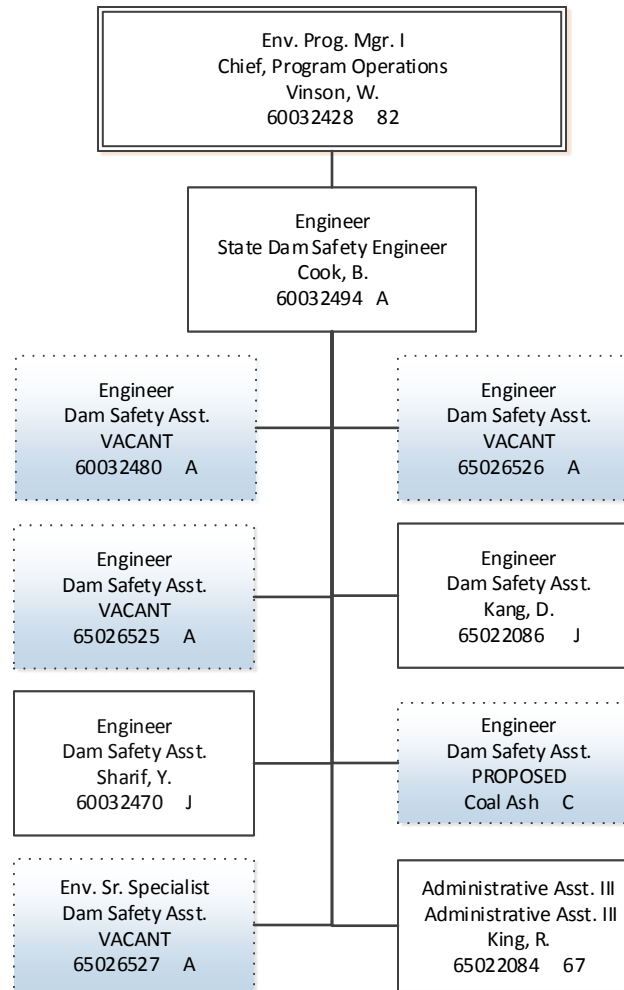 Env. Prog. Mgr. I
Chief, Program Operations
Vinson, W.
60032428 82
Engineer
State Dam Safety Engineer
Cook, B.
60032494 A
Engineer
Dam Safety Asst.
VACANT
60032480 A
Engineer
Dam Safety Asst.
VACANT
65026526 A
Engineer
Dam Safety Asst.
VACANT
65026525 A
Engineer
Dam Safety Asst.
Kang, D.
65022086 J
Engineer
Dam Safety Asst.
Sharif, Y.
60032470 J
Engineer
Dam Safety Asst.
PROPOSED
Coal Ash C
Env. Sr. Specialist
Dam Safety Asst.
VACANT
65026527 A
Administrative Asst. III
Administrative Asst. III
King, R.
65022084 67